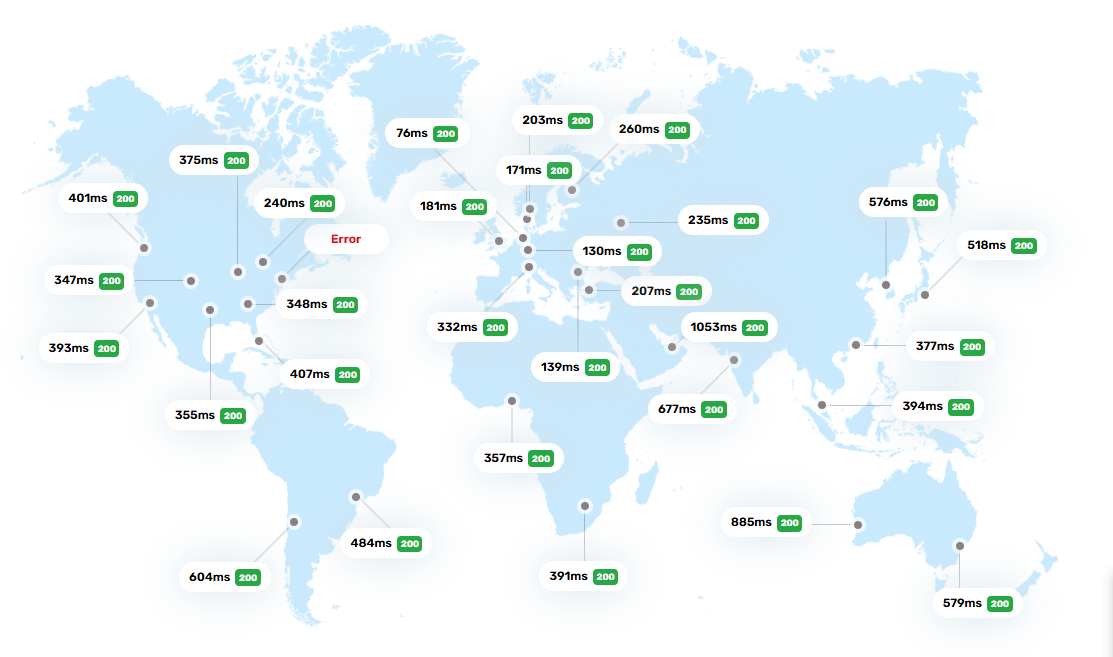 203ms 200
260ms 200
76ms 200
375ms 200
171ms 200
401ms 200
240ms 200
181ms 200
576ms 200
235ms 200
Error
518ms 200
130ms 200
347ms 200
207ms 200
348ms 200
332ms 200
1053ms 200
393ms 200
377ms 200
139ms 200
407ms 200
355ms 200
677ms 200
394ms 200
357ms 200
885ms 200
484ms 200
604ms 200
391ms 200
579ms 200